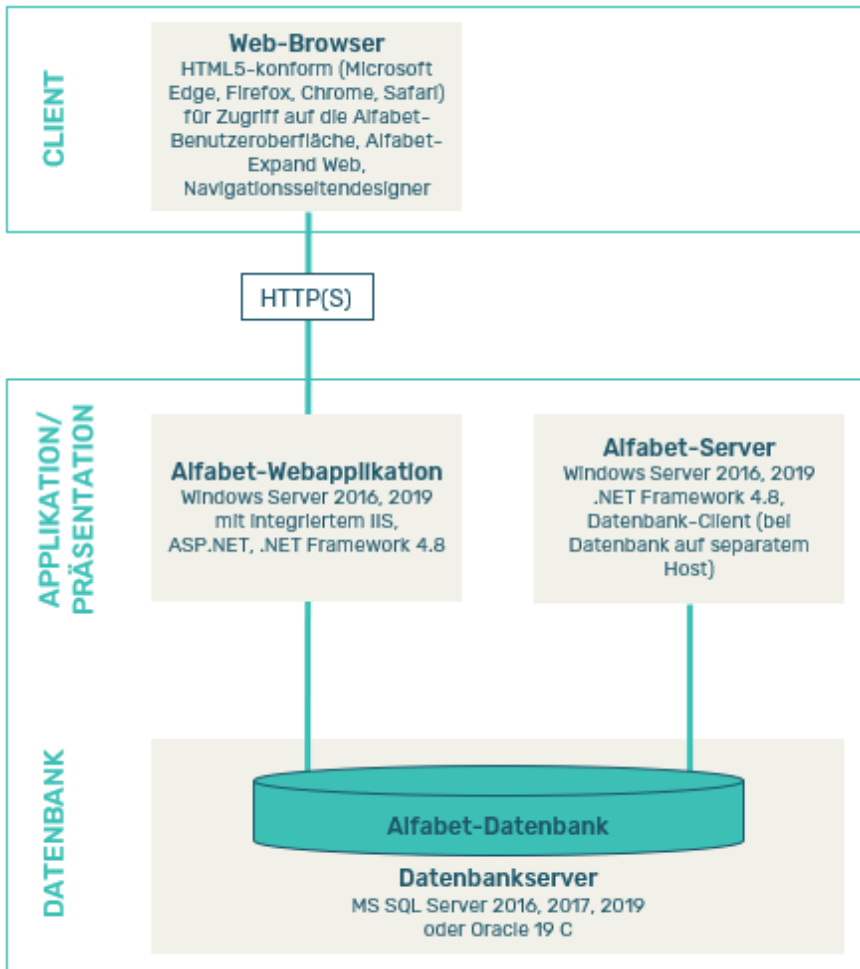 CLIENT
Web-Browser
HTML5-konform (Microsoft
Edge, Firefox, Chrome, Safari)
für Zugriff auf die Alfabet-
Benutzeroberfläche, Alfabet-
Expand Web,
Navigationsseitendesigner
HTTP(S)
APPLIKATION/
PRÄSENTATION
Alfabet-Webapplikation
Windows Server 2016, 2019
mit integriertem IIS,
ASP.NET, .NET Framework 4.8
Alfabet-Server
Windows Server 2016, 2019
.NET Framework 4.8,
Datenbank-Client (bei
Datenbank auf separatem
Host)
DATENBANK
Alfabet-Datenbank
Datenbankserver
MS SQL Server 2016, 2017, 2019
oder Oracle 19 C